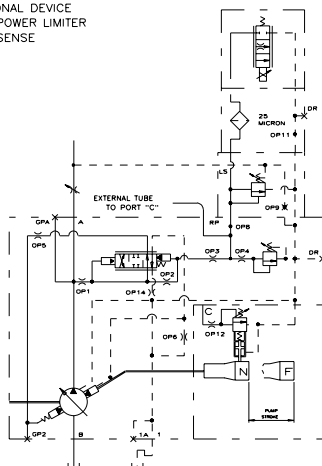 ONAL DEVICE
POWER LIMITER
SENSE
25
MICRON
DR
OP11
LS
EXTERNAL TUBE
TO PORT "C"
OP9
RP
OP8
GPA
A
OP5
OP3
OP4
DR
OP1
OP2
OP14
C
OP12
OP6
N
F
PUMP
STROKE
GP2
B
1A
1